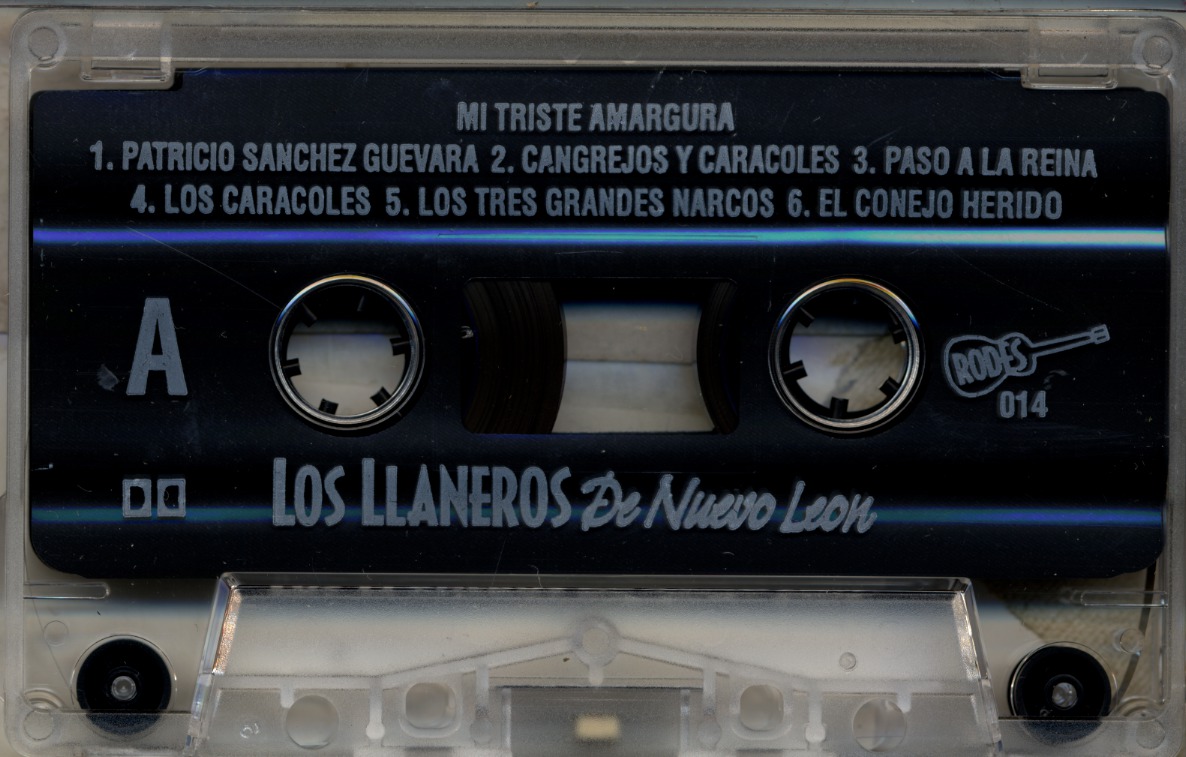 MI TRISTE AMARGURA
1. PATRICIO SANCHEZ GUEVARA 2. CANGREJOS Y CARACOLES 3. PASO A LA REINA
4. LOS CARACOLES 5. LOS TRES GRANDES NARCOS 6. EL CONEJO HERIDO
A
RODES
014
LOS LLANEROS De Nuevo Leon